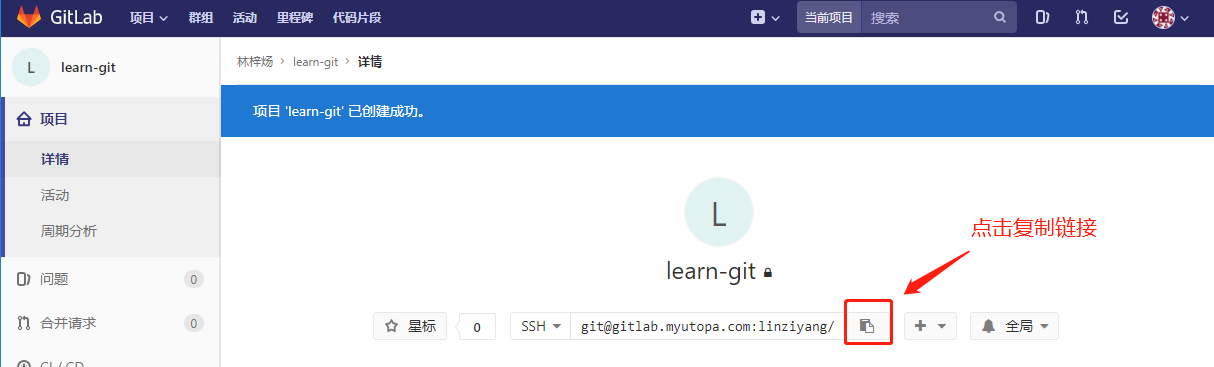 GitLab 项目 群组 活动 里程碑 代码片段 当前项目 搜索
L learn-git
林梓炀 › learn-git › 详情
项目 'learn-git' 已创建成功。
项目
详情
活动
周期分析
问题 0
合并请求 0
CI / CD
L
点击复制链接
learn-git
星标 0 SSH git@gitlab.myutopa.com:linziyang/ 全局